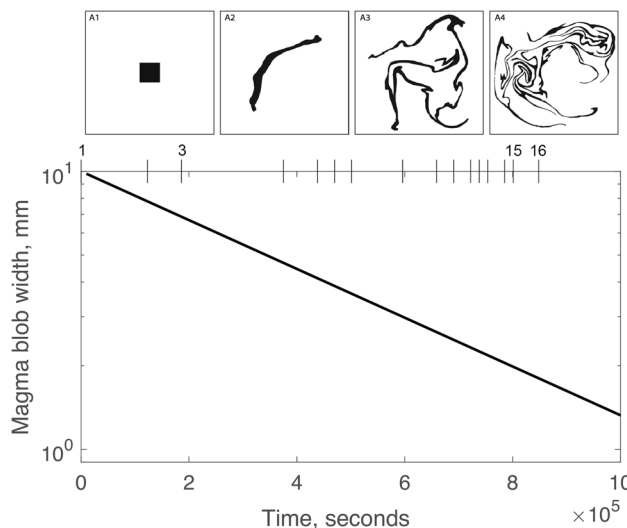 A1 A2 A3 A4
1 3 15 16
10¹
Magma blob width, mm
10⁰
0 2 4 6 8 10
Time, seconds ×10⁵